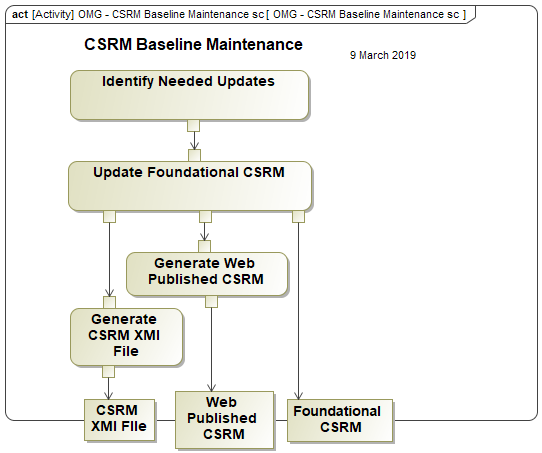 act [Activity] OMG - CSRM Baseline Maintenance sc[ OMG - CSRM Baseline Maintenance sc ]
CSRM Baseline Maintenance
9 March 2019
Identify Needed Updates
Update Foundational CSRM
Generate Web
Published CSRM
Generate
CSRM XMI
File
CSRM
XMI FIle
Web
Published
CSRM
Foundational
CSRM